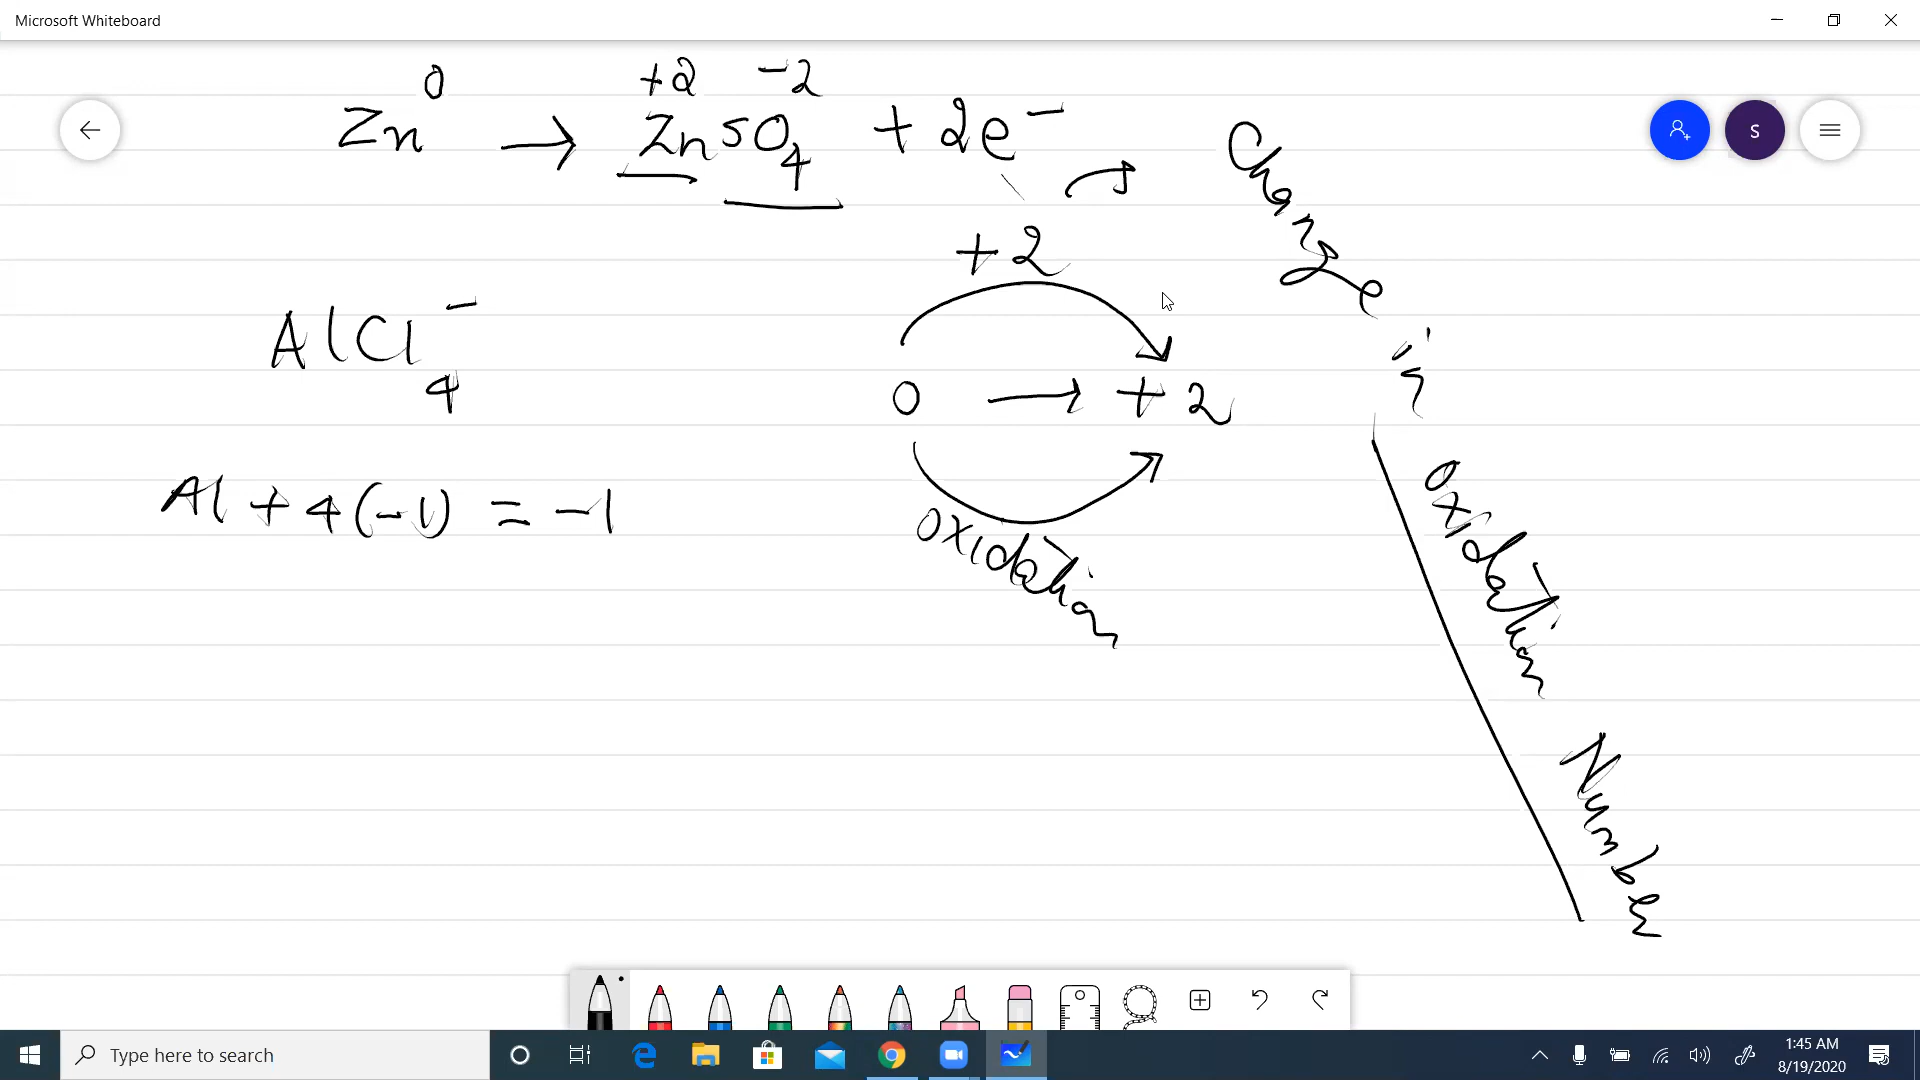 Microsoft Whiteboard
0 +2 -2
Zn → ZnSO4 + 2e-
S
Change in oxidation Number
+2
AlCl4-
0 → +2
Al + 4(-1) = -1
oxidation
Type here to search
1:45 AM
8/19/2020